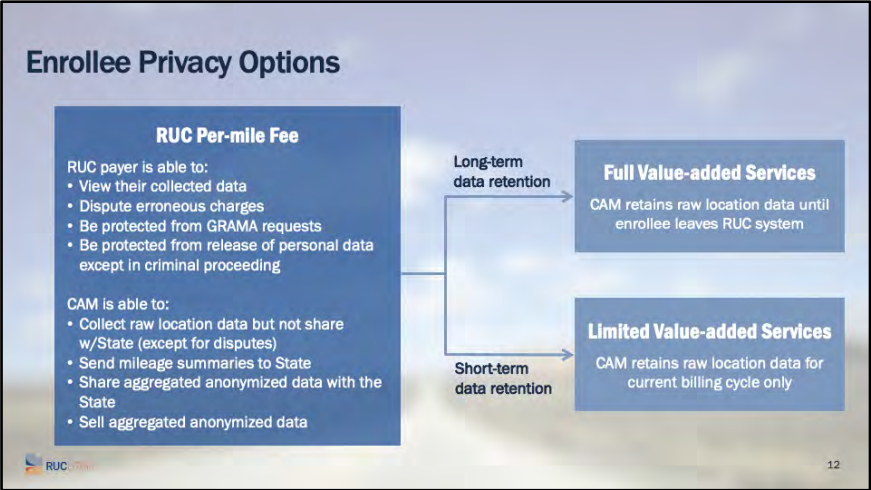 Enrollee Privacy Options
RUC Per-mile Fee
RUC payer is able to:
• View their collected data
• Dispute erroneous charges
• Be protected from GRAMA requests
• Be protected from release of personal data
except in criminal proceeding
CAM is able to:
• Collect raw location data but not share
w/State (except for disputes)
• Send mileage summaries to State
• Share aggregated anonymized data with the
State
• Sell aggregated anonymized data
Long-term
data retention
Full Value-added Services
CAM retains raw location data until
enrollee leaves RUC system
Short-term
data retention
Limited Value-added Services
CAM retains raw location data for
current billing cycle only
RUC
12